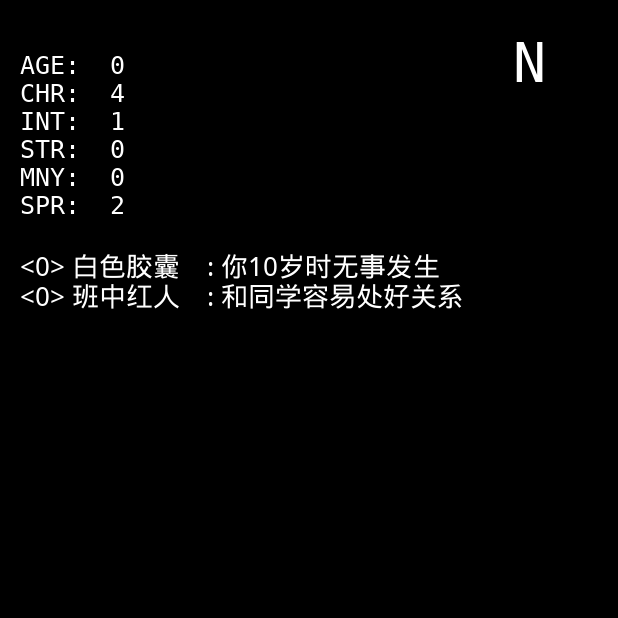 N
AGE: 0
CHR: 4
INT: 1
STR: 0
MNY: 0
SPR: 2
<0> 白色胶囊 : 你10岁时无事发生
<0> 班中红人 : 和同学容易处好关系